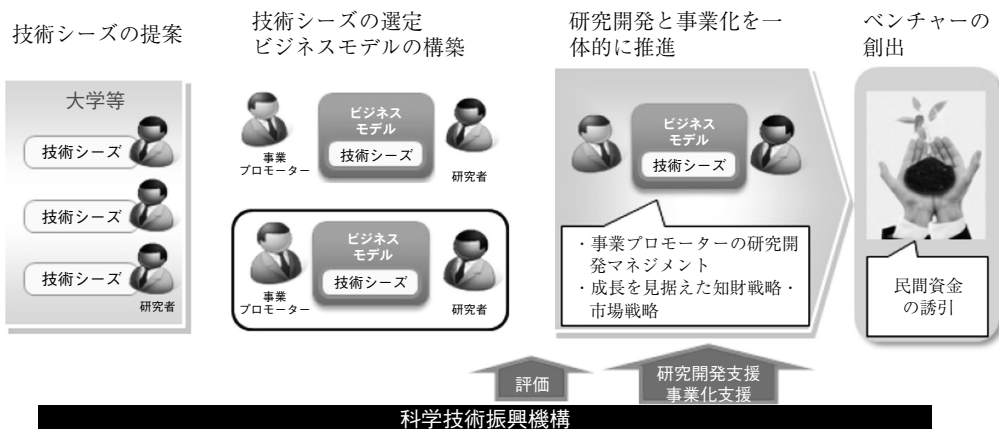 技術シーズの提案
技術シーズの選定
ビジネスモデルの構築
研究開発と事業化を一
体的に推進
ベンチャーの
創出
大学等
技術シーズ
技術シーズ
技術シーズ
研究者
ビジネス
モデル
技術シーズ
事業
プロモーター
研究者
ビジネス
モデル
技術シーズ
事業
プロモーター
研究者
ビジネス
モデル
技術シーズ
・事業プロモーターの研究開
発マネジメント
・成長を見据えた知財戦略・
市場戦略
民間資金
の誘引
評価
研究開発支援
事業化支援
科学技術振興機構